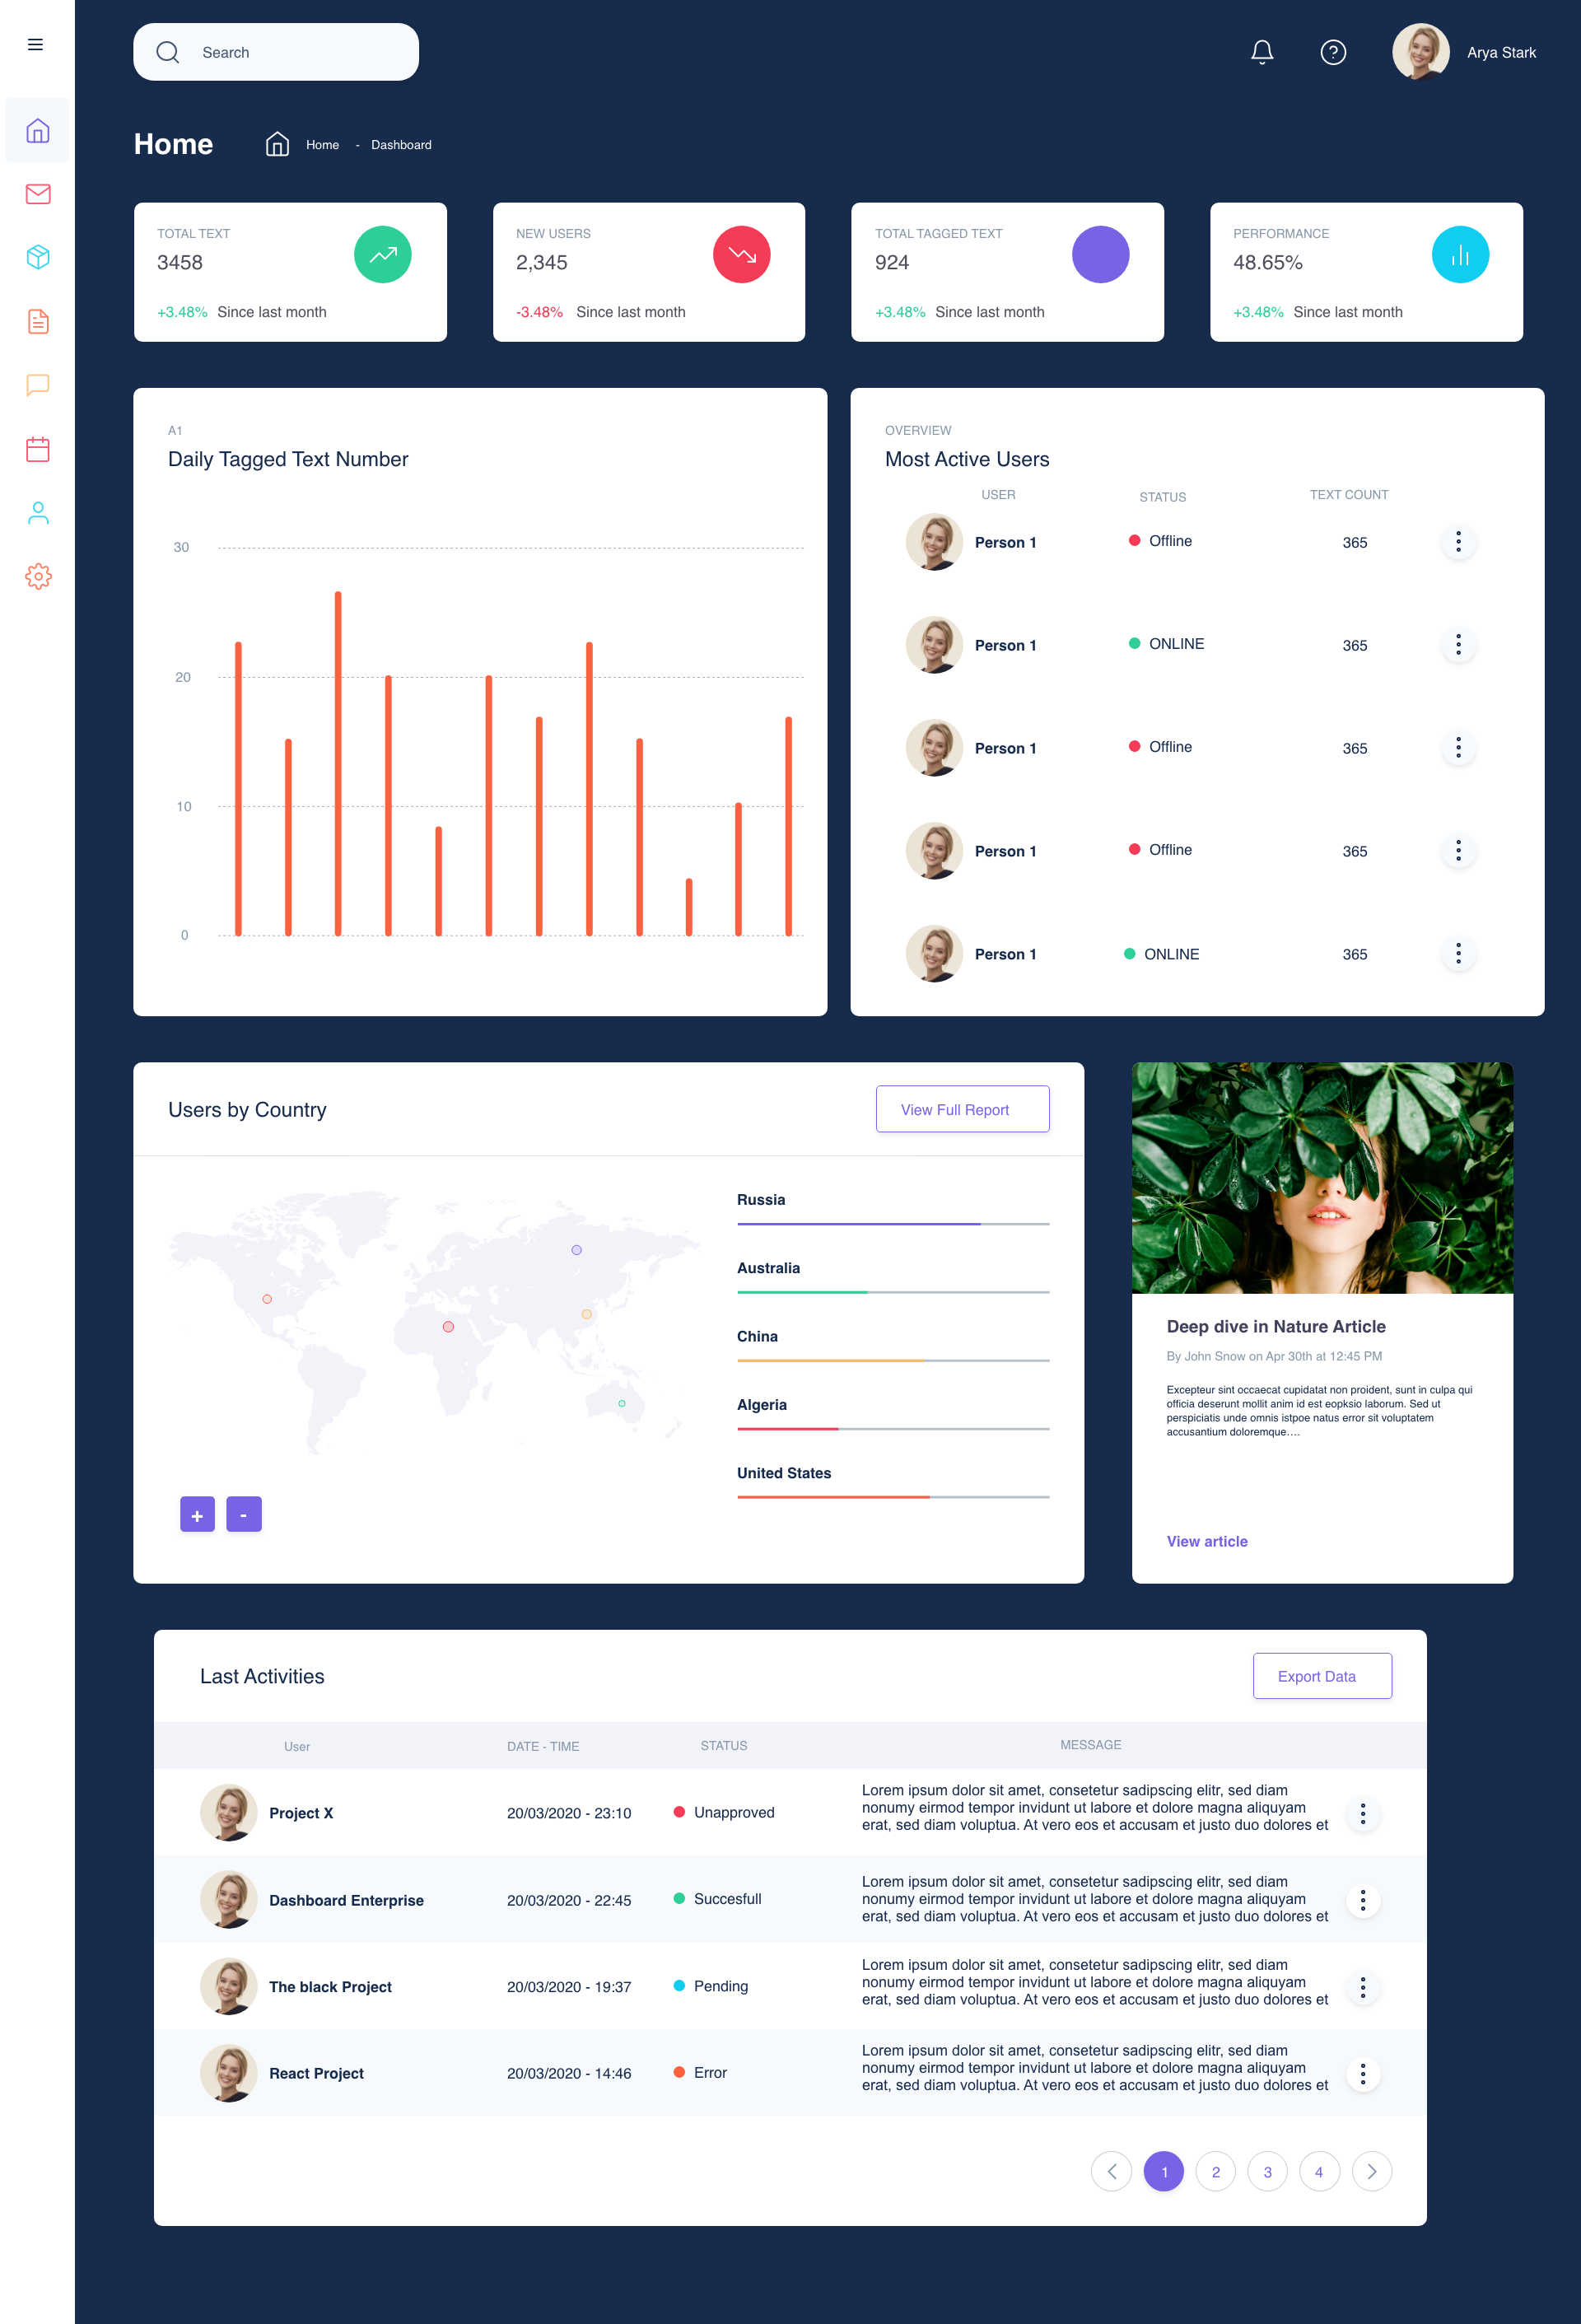 Search
Arya Stark
Home
Home - Dashboard
TOTAL TEXT
3458
+3.48% Since last month
NEW USERS
2,345
-3.48% Since last month
TOTAL TAGGED TEXT
924
+3.48% Since last month
PERFORMANCE
48.65%
+3.48% Since last month
A1
Daily Tagged Text Number
30
20
10
0
OVERVIEW
Most Active Users
USER STATUS TEXT COUNT
Person 1 Offline 365
Person 1 ONLINE 365
Person 1 Offline 365
Person 1 Offline 365
Person 1 ONLINE 365
Users by Country
View Full Report
Russia
Australia
China
Algeria
United States
+ -
Deep dive in Nature Article
By John Snow on Apr 30th at 12:45 PM
Excepteur sint occaecat cupidatat non proident, sunt in culpa qui
officia deserunt mollit anim id est eopksio laborum. Sed ut
perspiciatis unde omnis istpoe natus error sit voluptatem
accusantium doloremque....
View article
Last Activities
Export Data
User DATE - TIME STATUS MESSAGE
Project X 20/03/2020 - 23:10 Unapproved
Lorem ipsum dolor sit amet, consetetur sadipscing elitr, sed diam
nonumy eirmod tempor invidunt ut labore et dolore magna aliquyam
erat, sed diam voluptua. At vero eos et accusam et justo duo dolores et
Dashboard Enterprise 20/03/2020 - 22:45 Succesfull
Lorem ipsum dolor sit amet, consetetur sadipscing elitr, sed diam
nonumy eirmod tempor invidunt ut labore et dolore magna aliquyam
erat, sed diam voluptua. At vero eos et accusam et justo duo dolores et
The black Project 20/03/2020 - 19:37 Pending
Lorem ipsum dolor sit amet, consetetur sadipscing elitr, sed diam
nonumy eirmod tempor invidunt ut labore et dolore magna aliquyam
erat, sed diam voluptua. At vero eos et accusam et justo duo dolores et
React Project 20/03/2020 - 14:46 Error
Lorem ipsum dolor sit amet, consetetur sadipscing elitr, sed diam
nonumy eirmod tempor invidunt ut labore et dolore magna aliquyam
erat, sed diam voluptua. At vero eos et accusam et justo duo dolores et
1 2 3 4